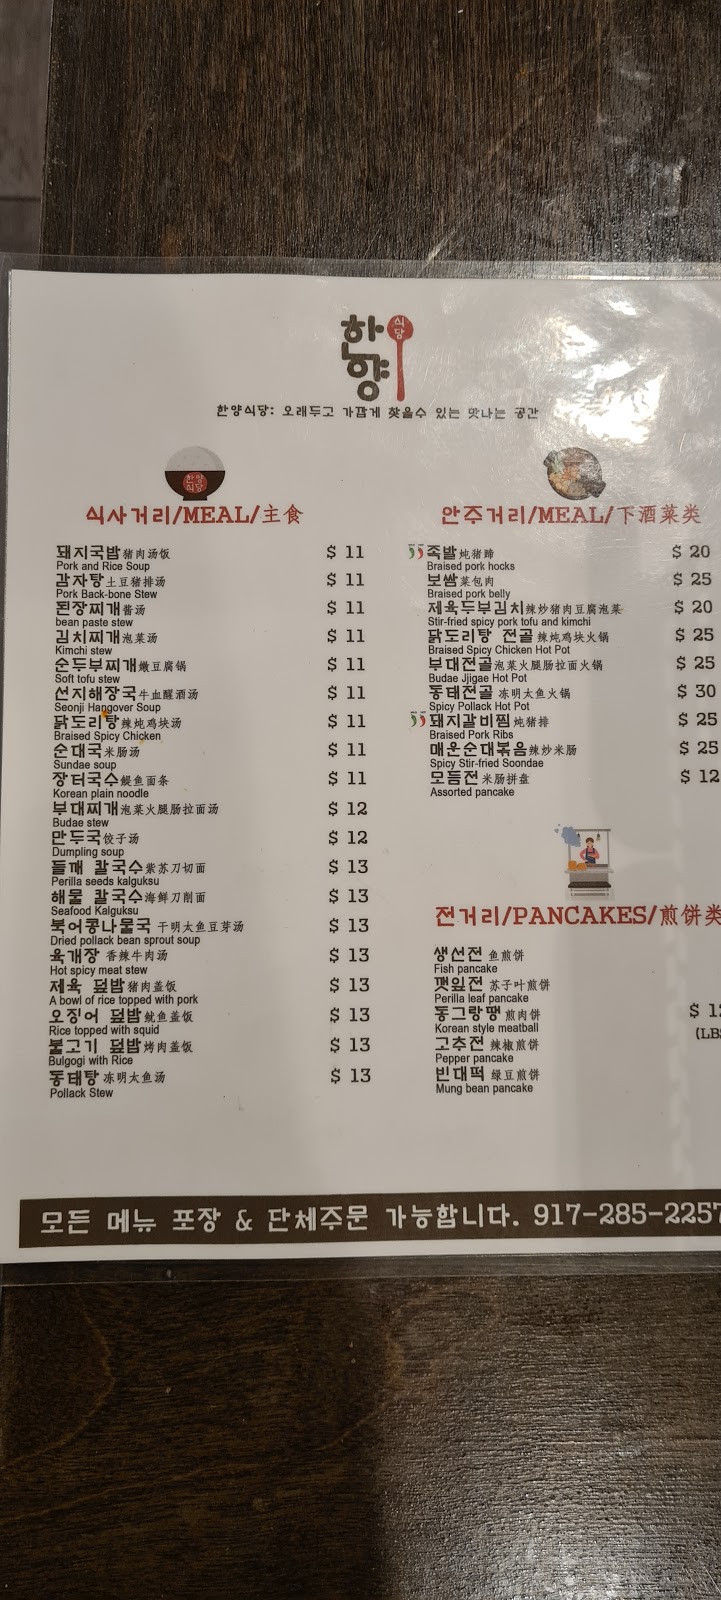 한양
식당
한양식당: 오래두고 가깝게 찾을수 있는 맛나는 공간
한양
식당
식사거리/MEAL/主食
돼지국밥 猪肉汤饭 $ 11
Pork and Rice Soup
감자탕 土豆猪排汤 $ 11
Pork Back-bone Stew
된장찌개 酱汤 $ 11
bean paste stew
김치찌개 泡菜汤 $ 11
Kimchi stew
순두부찌개 嫩豆腐锅 $ 11
Soft tofu stew
선지해장국 牛血醒酒汤 $ 11
Seonji Hangover Soup
닭도리탕 辣炖鸡块汤 $ 11
Braised Spicy Chicken
순대국 米肠汤 $ 11
Sundae soup
장터국수 鳀鱼面条 $ 11
Korean plain noodle
부대찌개 泡菜火腿肠拉面汤 $ 12
Budae stew
만두국 饺子汤 $ 12
Dumpling soup
들깨 칼국수 紫苏刀切面 $ 13
Perilla seeds kalguksu
해물 칼국수 海鲜刀削面 $ 13
Seafood Kalguksu
북어콩나물국 干明太鱼豆芽汤 $ 13
Dried pollack bean sprout soup
육개장 香辣牛肉汤 $ 13
Hot spicy meat stew
제육 덮밥 猪肉盖饭 $ 13
A bowl of rice topped with pork
오징어 덮밥 鱿鱼盖饭 $ 13
Rice topped with squid
불고기 덮밥 烤肉盖饭 $ 13
Bulgogi with Rice
동태탕 冻明太鱼汤 $ 13
Pollack Stew
안주거리/MEAL/下酒菜类
족발 炖猪蹄 $ 20
Braised pork hocks
보쌈 菜包肉 $ 25
Braised pork belly
제육두부김치 辣炒猪肉豆腐泡菜 $ 20
Stir-fried spicy pork tofu and kimchi
닭도리탕 전골 辣炖鸡块火锅 $ 25
Braised Spicy Chicken Hot Pot
부대전골 泡菜火腿肠拉面火锅 $ 25
Budae Jjigae Hot Pot
동태전골 冻明太鱼火锅 $ 30
Spicy Pollack Hot Pot
돼지갈비찜 炖猪排 $ 25
Braised Pork Ribs
매운순대볶음 辣炒米肠 $ 25
Spicy Stir-fried Soondae
모듬전 米肠拼盘 $ 12
Assorted pancake
전거리/PANCAKES/煎饼类
생선전 鱼煎饼
Fish pancake
깻잎전 苏子叶煎饼
Perilla leaf pancake
동그랑땡 煎肉饼 $ 12
Korean style meatball (LB
고추전 辣椒煎饼
Pepper pancake
빈대떡 绿豆煎饼
Mung bean pancake
모든 메뉴 포장 & 단체주문 가능합니다. 917-285-2257